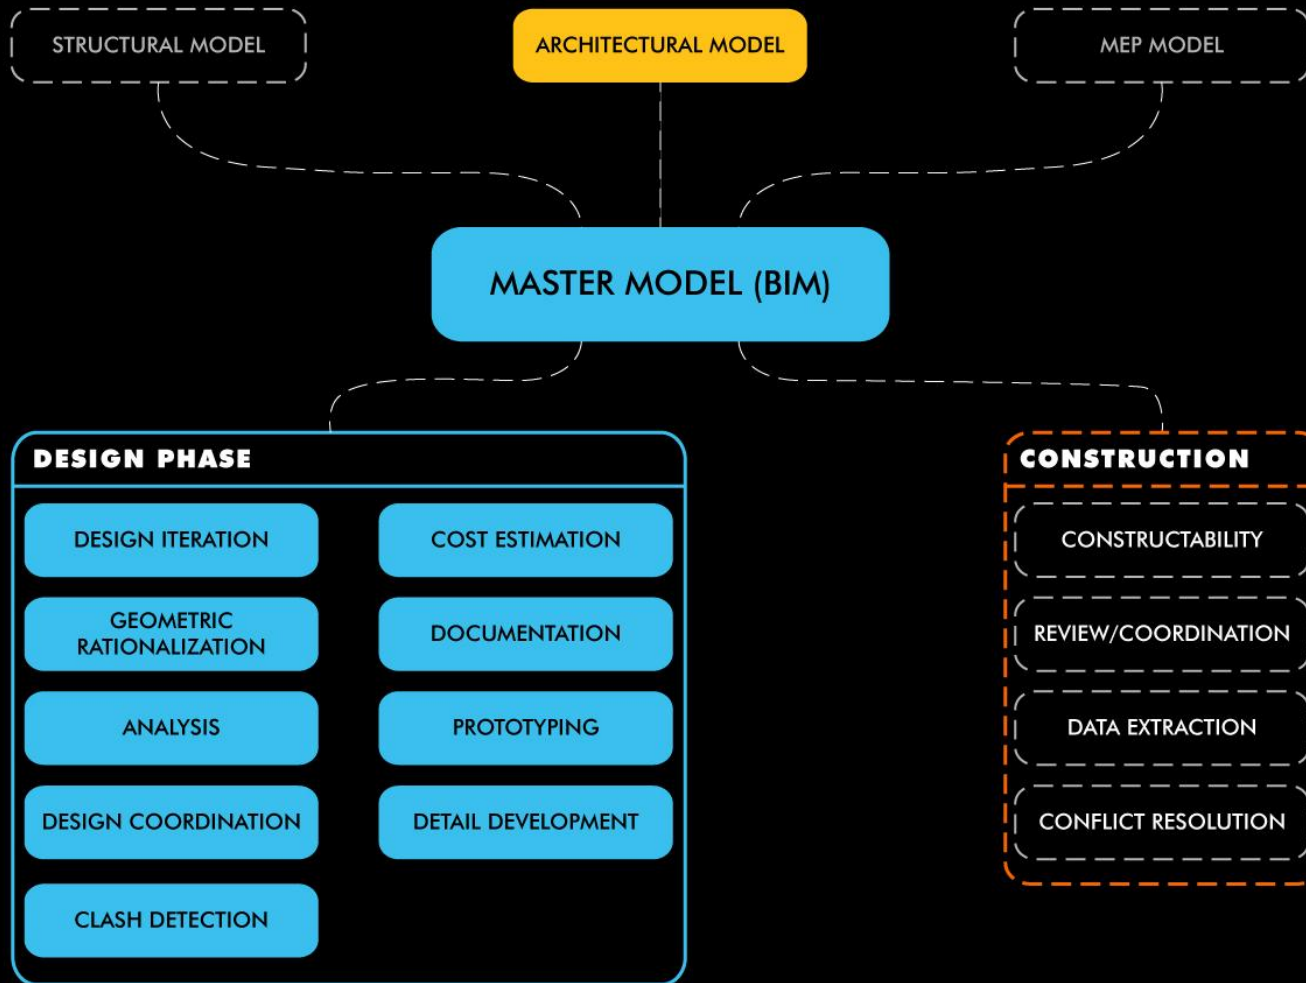 STRUCTURAL MODEL
ARCHITECTURAL MODEL
MEP MODEL
MASTER MODEL (BIM)
DESIGN PHASE
DESIGN ITERATION
COST ESTIMATION
GEOMETRIC
RATIONALIZATION
DOCUMENTATION
ANALYSIS
PROTOTYPING
DESIGN COORDINATION
DETAIL DEVELOPMENT
CLASH DETECTION
CONSTRUCTION
CONSTRUCTABILITY
REVIEW/COORDINATION
DATA EXTRACTION
CONFLICT RESOLUTION